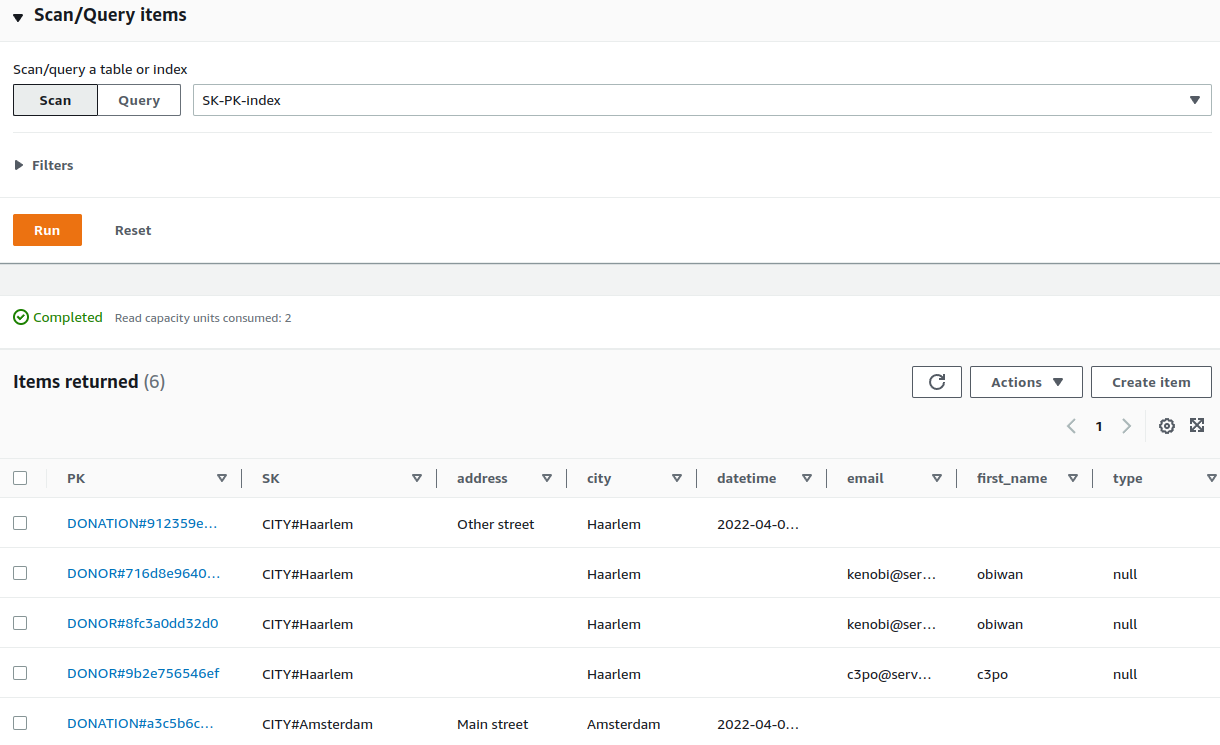 Scan/Query items
Scan/query a table or index
Scan Query SK-PK-index
Filters
Run Reset
Completed Read capacity units consumed: 2
Items returned (6)
Actions Create item
1
PK SK address city datetime email first_name type
DONATION#912359e... CITY#Haarlem Other street Haarlem 2022-04-0...
DONOR#716d8e9640... CITY#Haarlem Haarlem kenobi@ser... obiwan null
DONOR#8fc3a0dd32d0 CITY#Haarlem Haarlem kenobi@ser... obiwan null
DONOR#9b2e756546ef CITY#Haarlem Haarlem c3po@serv... c3po null
DONATION#a3c5b6c... CITY#Amsterdam Main street Amsterdam 2022-04-0...